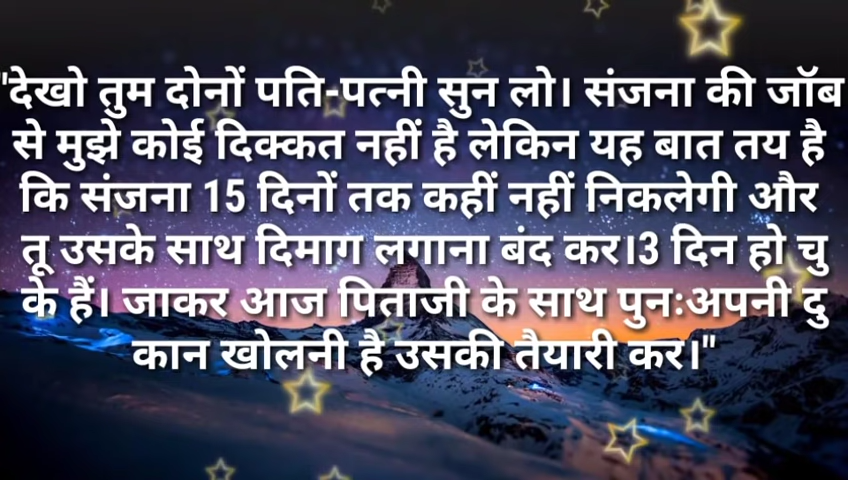 "देखो तुम दोनों पति-पत्नी सुन लो। संजना की जॉब
से मुझे कोई दिक्कत नहीं है लेकिन यह बात तय है
कि संजना 15 दिनों तक कहीं नहीं निकलेगी और
तू उसके साथ दिमाग लगाना बंद कर।3 दिन हो चु
के हैं। जाकर आज पिताजी के साथ पुनःअपनी दु
कान खोलनी है उसकी तैयारी कर।"